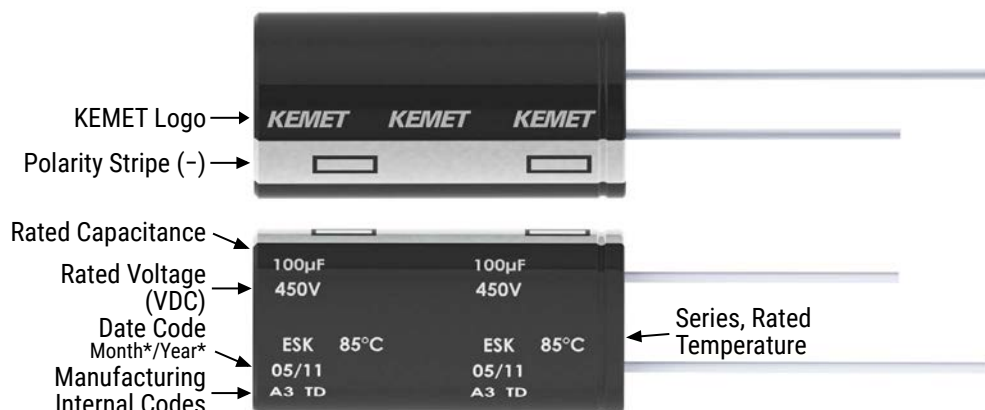 KEMET Logo
KEMET KEMET KEMET
Polarity Stripe (−)
Rated Capacitance
100µF 100µF
Rated Voltage
(VDC)
450V 450V
Date Code
Month*/Year*
ESK 85°C ESK 85°C
Series, Rated
Temperature
05/11 05/11
Manufacturing
Internal Codes
A3 TD A3 TD